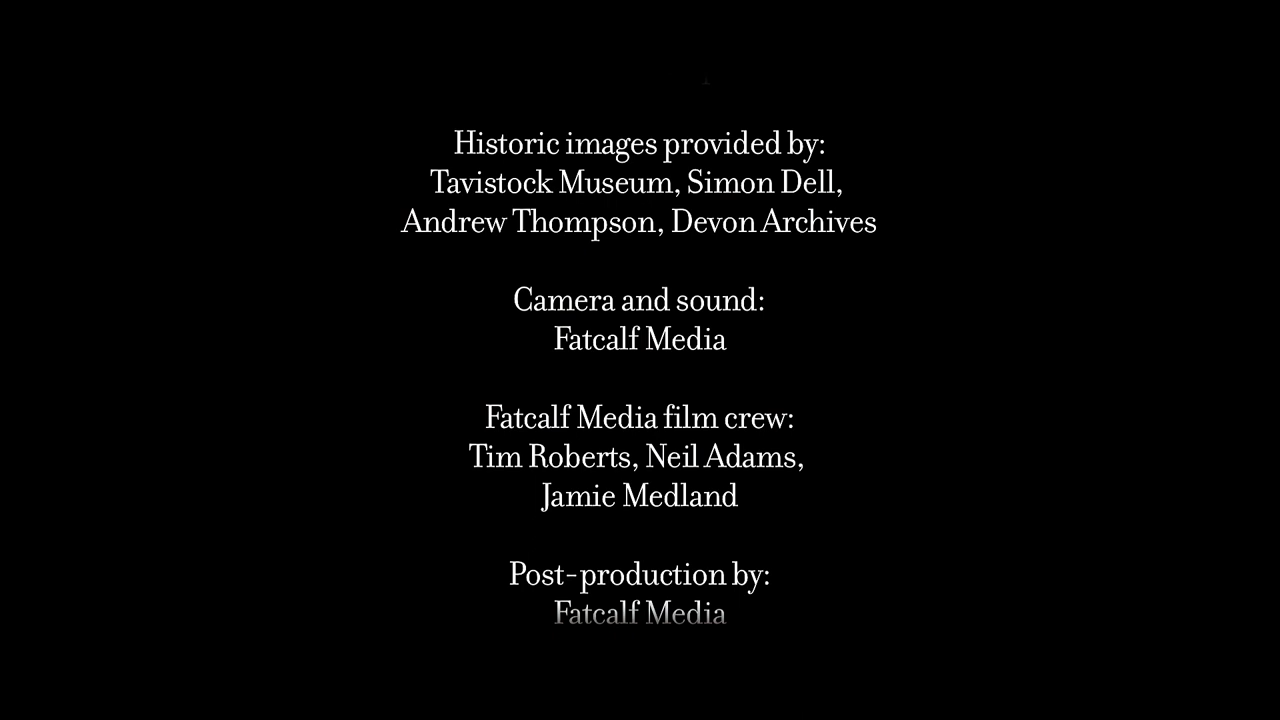 Historic images provided by:
Tavistock Museum, Simon Dell,
Andrew Thompson, Devon Archives
Camera and sound:
Fatcalf Media
Fatcalf Media film crew:
Tim Roberts, Neil Adams,
Jamie Medland
Post-production by:
Fatcalf Media